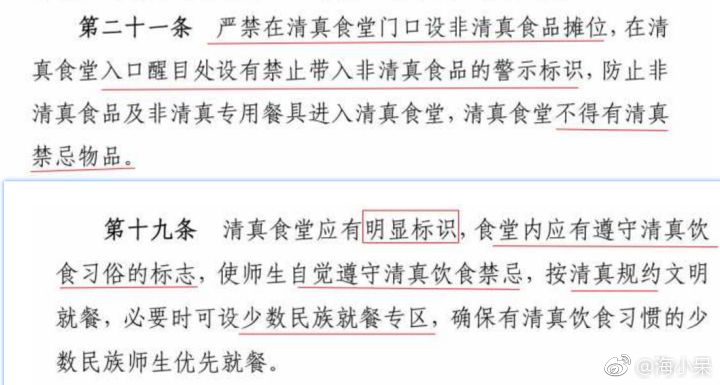 第二十一条 严禁在清真食堂门口设非清真食品摊位，在清
真食堂入口醒目处设有禁止带入非清真食品的警示标识，防止非
清真食品及非清真专用餐具进入清真食堂，清真食堂不得有清真
禁忌物品。
第十九条 清真食堂应有明显标识，食堂内应有遵守清真饮
食习俗的标志，使师生自觉遵守清真饮食禁忌，按清真规约文明
就餐，必要时可设少数民族就餐专区，确保有清真饮食习惯的少
数民族师生优先就餐。
@海小杲